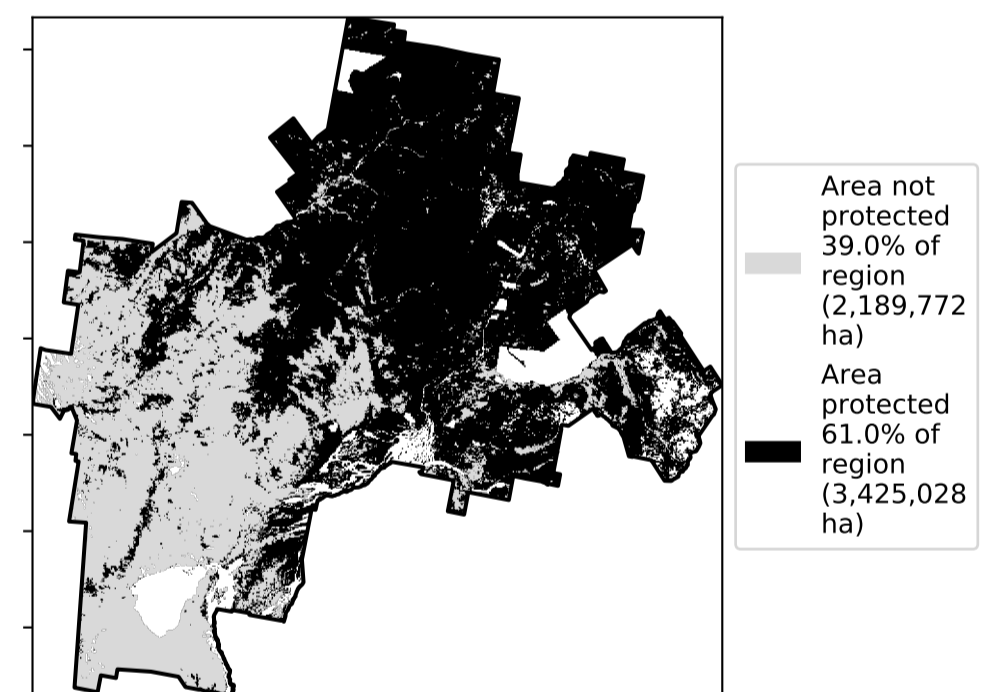 Area not
protected
39.0% of
region
(2,189,772
ha)
Area
protected
61.0% of
region
(3,425,028
ha)